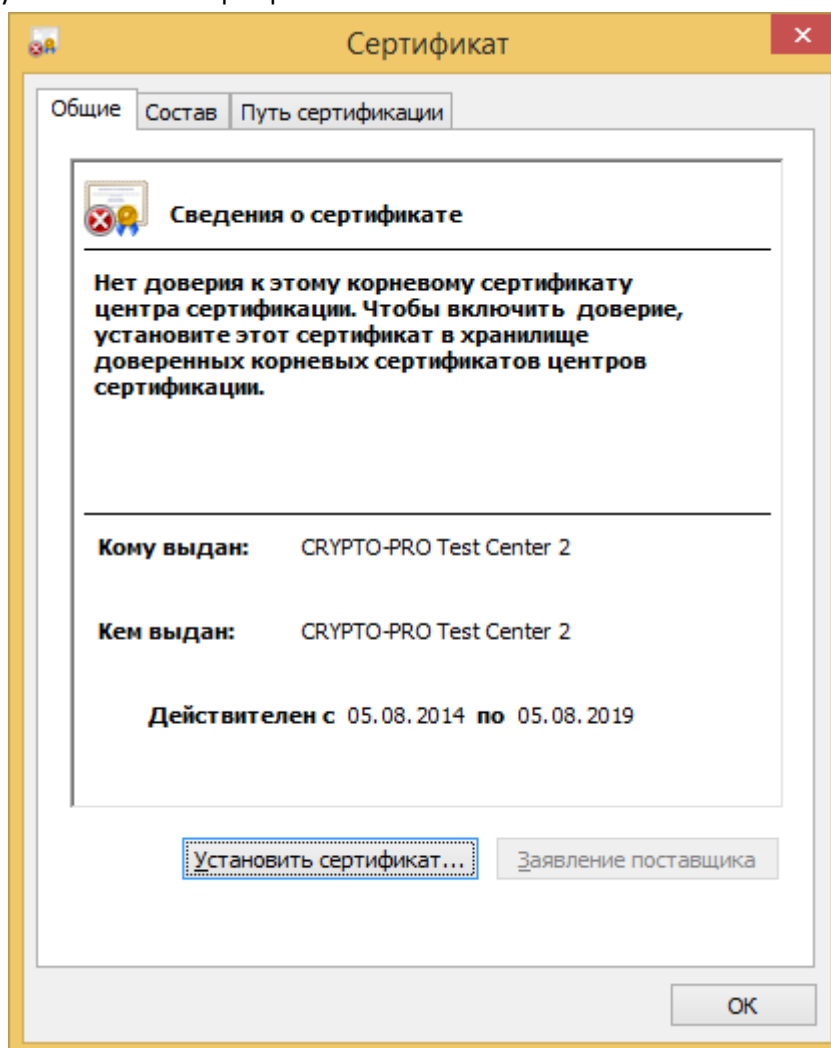 Сертификат
Общие Состав Путь сертификации
Сведения о сертификате
Нет доверия к этому корневому сертификату
центра сертификации. Чтобы включить доверие,
установите этот сертификат в хранилище
доверенных корневых сертификатов центров
сертификации.
Кому выдан: CRYPTO-PRO Test Center 2
Кем выдан: CRYPTO-PRO Test Center 2
Действителен с 05.08.2014 по 05.08.2019
Установить сертификат... Заявление поставщика
ОК